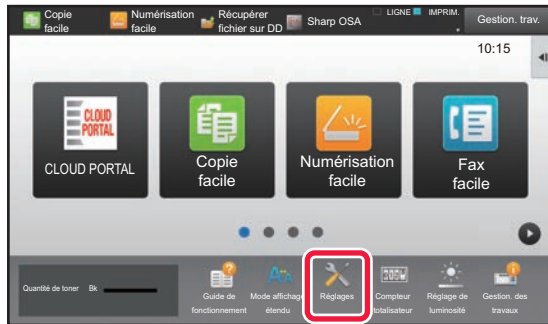 Copie
facile
Numérisation
facile
Récupérer
fichier sur DD
Sharp OSA
LIGNE
IMPRIM.
Gestion. trav.
10:15
CLOUD
PORTAL
CLOUD PORTAL
Copie
facile
Numérisation
facile
Fax
facile
Quantité de toner
Bk
Guide de
fonctionnement
Mode affichage
étendu
Réglages
Compteur
totalisateur
Réglage de
luminosité
Gestion. des
travaux